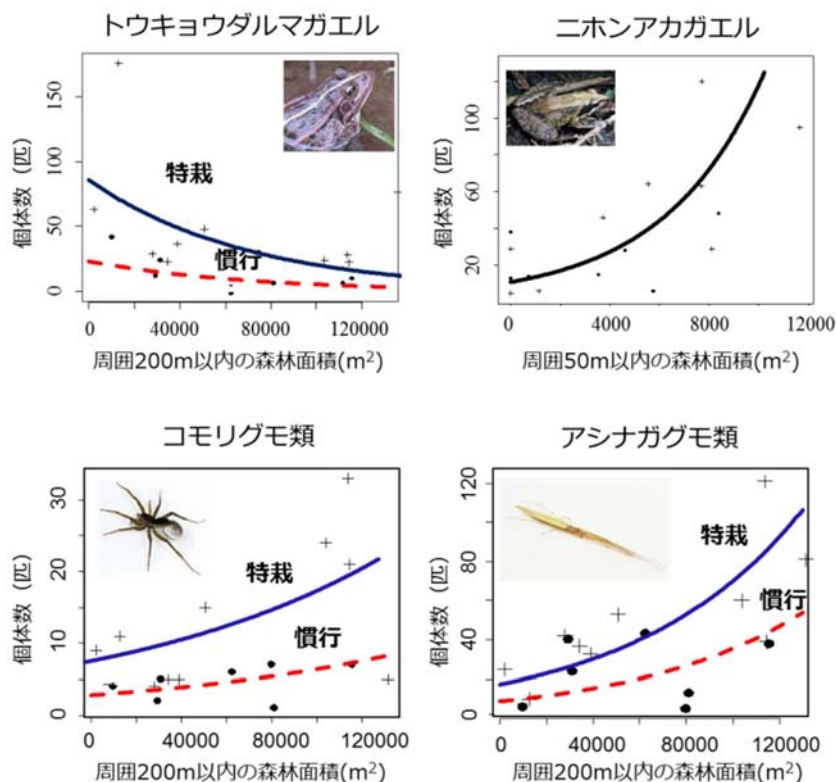 トウキョウダルマガエル
個体数（匹）
150
100
50
0
特栽
慣行
0
40000
80000
120000
周囲200m以内の森林面積(m²)
ニホンアカガエル
個体数（匹）
100
60
20
0
4000
8000
12000
周囲50m以内の森林面積(m²)
コモリグモ類
個体数（匹）
30
20
10
0
特栽
慣行
0
40000
80000
120000
周囲200m以内の森林面積(m²)
アシナガグモ類
個体数（匹）
120
80
40
0
特栽
慣行
0
40000
80000
120000
周囲200m以内の森林面積(m²)